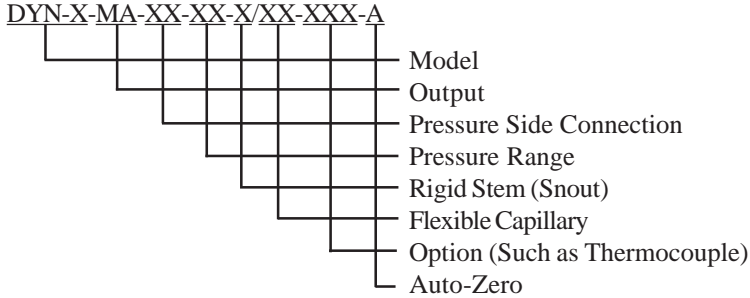 DYN-X-MA-XX-XX-X/XX-XXX-A
Model
Output
Pressure Side Connection
Pressure Range
Rigid Stem (Snout)
Flexible Capillary
Option (Such as Thermocouple)
Auto-Zero